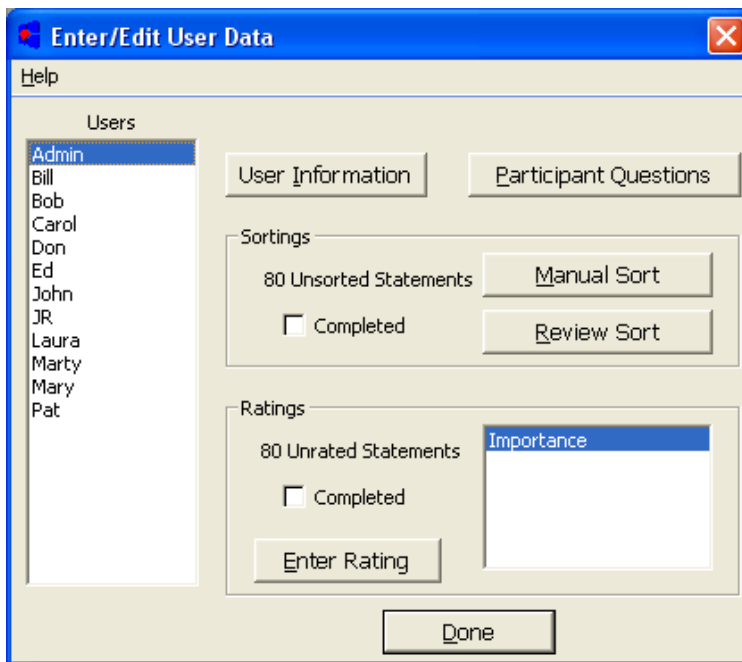 Enter/Edit User Data
Help
Users
Admin
Bill
Bob
Carol
Don
Ed
John
JR
Laura
Marty
Mary
Pat
User Information
Participant Questions
Sortings
80 Unsorted Statements
Manual Sort
Completed
Review Sort
Ratings
80 Unrated Statements
Importance
Completed
Enter Rating
Done